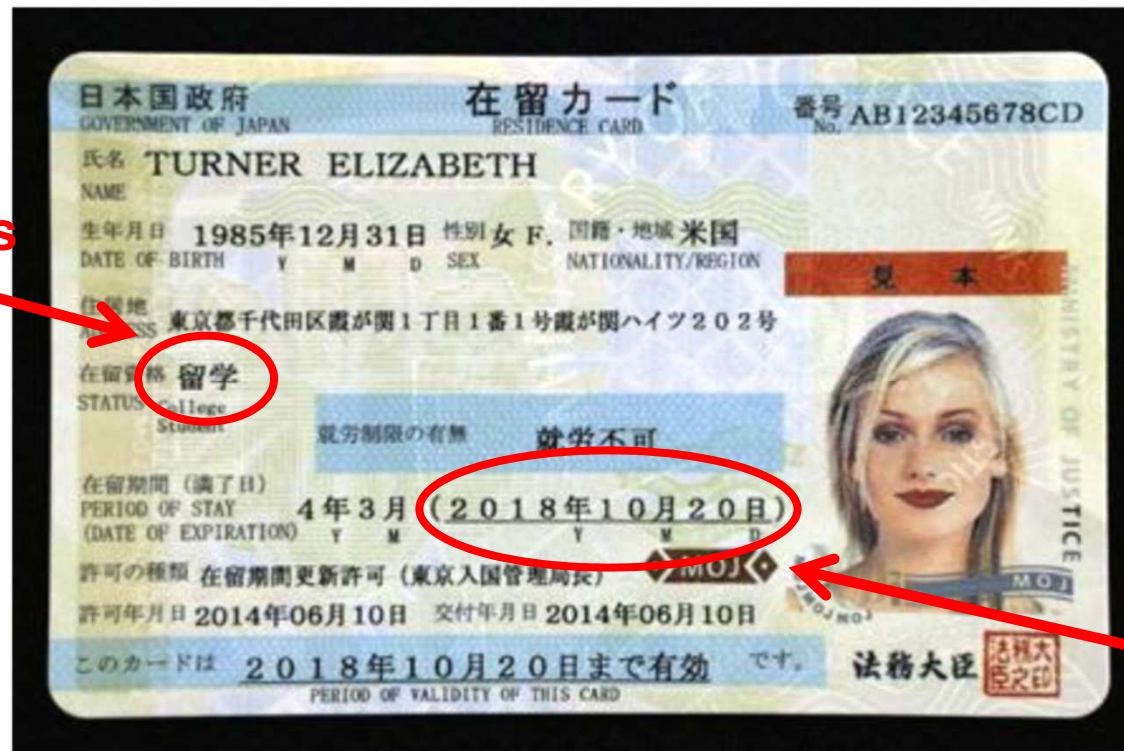 日本国政府 在留カード 番号 AB12345678CD
GOVERNMENT OF JAPAN RESIDENCE CARD No.
氏名 TURNER ELIZABETH
NAME
生年月日 1985年12月31日 性別 女 F. 国籍・地域 米国
DATE OF BIRTH Y M D SEX NATIONALITY/REGION
見本
住居地 東京都千代田区霞が関1丁目1番1号霞が関ハイツ202号
s
在留資格 留学
STATUS College
Student
就労制限の有無 就労不可
在留期間(満了日)
PERIOD OF STAY 4年3月(2018年10月20日)
(DATE OF EXPIRATION) Y M Y M D
MOJ
許可の種類 在留期間更新許可(東京入国管理局長)
許可年月日 2014年06月10日 交付年月日 2014年06月10日
このカードは 2018年10月20日まで有効 です。
PERIOD OF VALIDITY OF THIS CARD
MINISTRY OF JUSTICE
MOJ
法務大臣